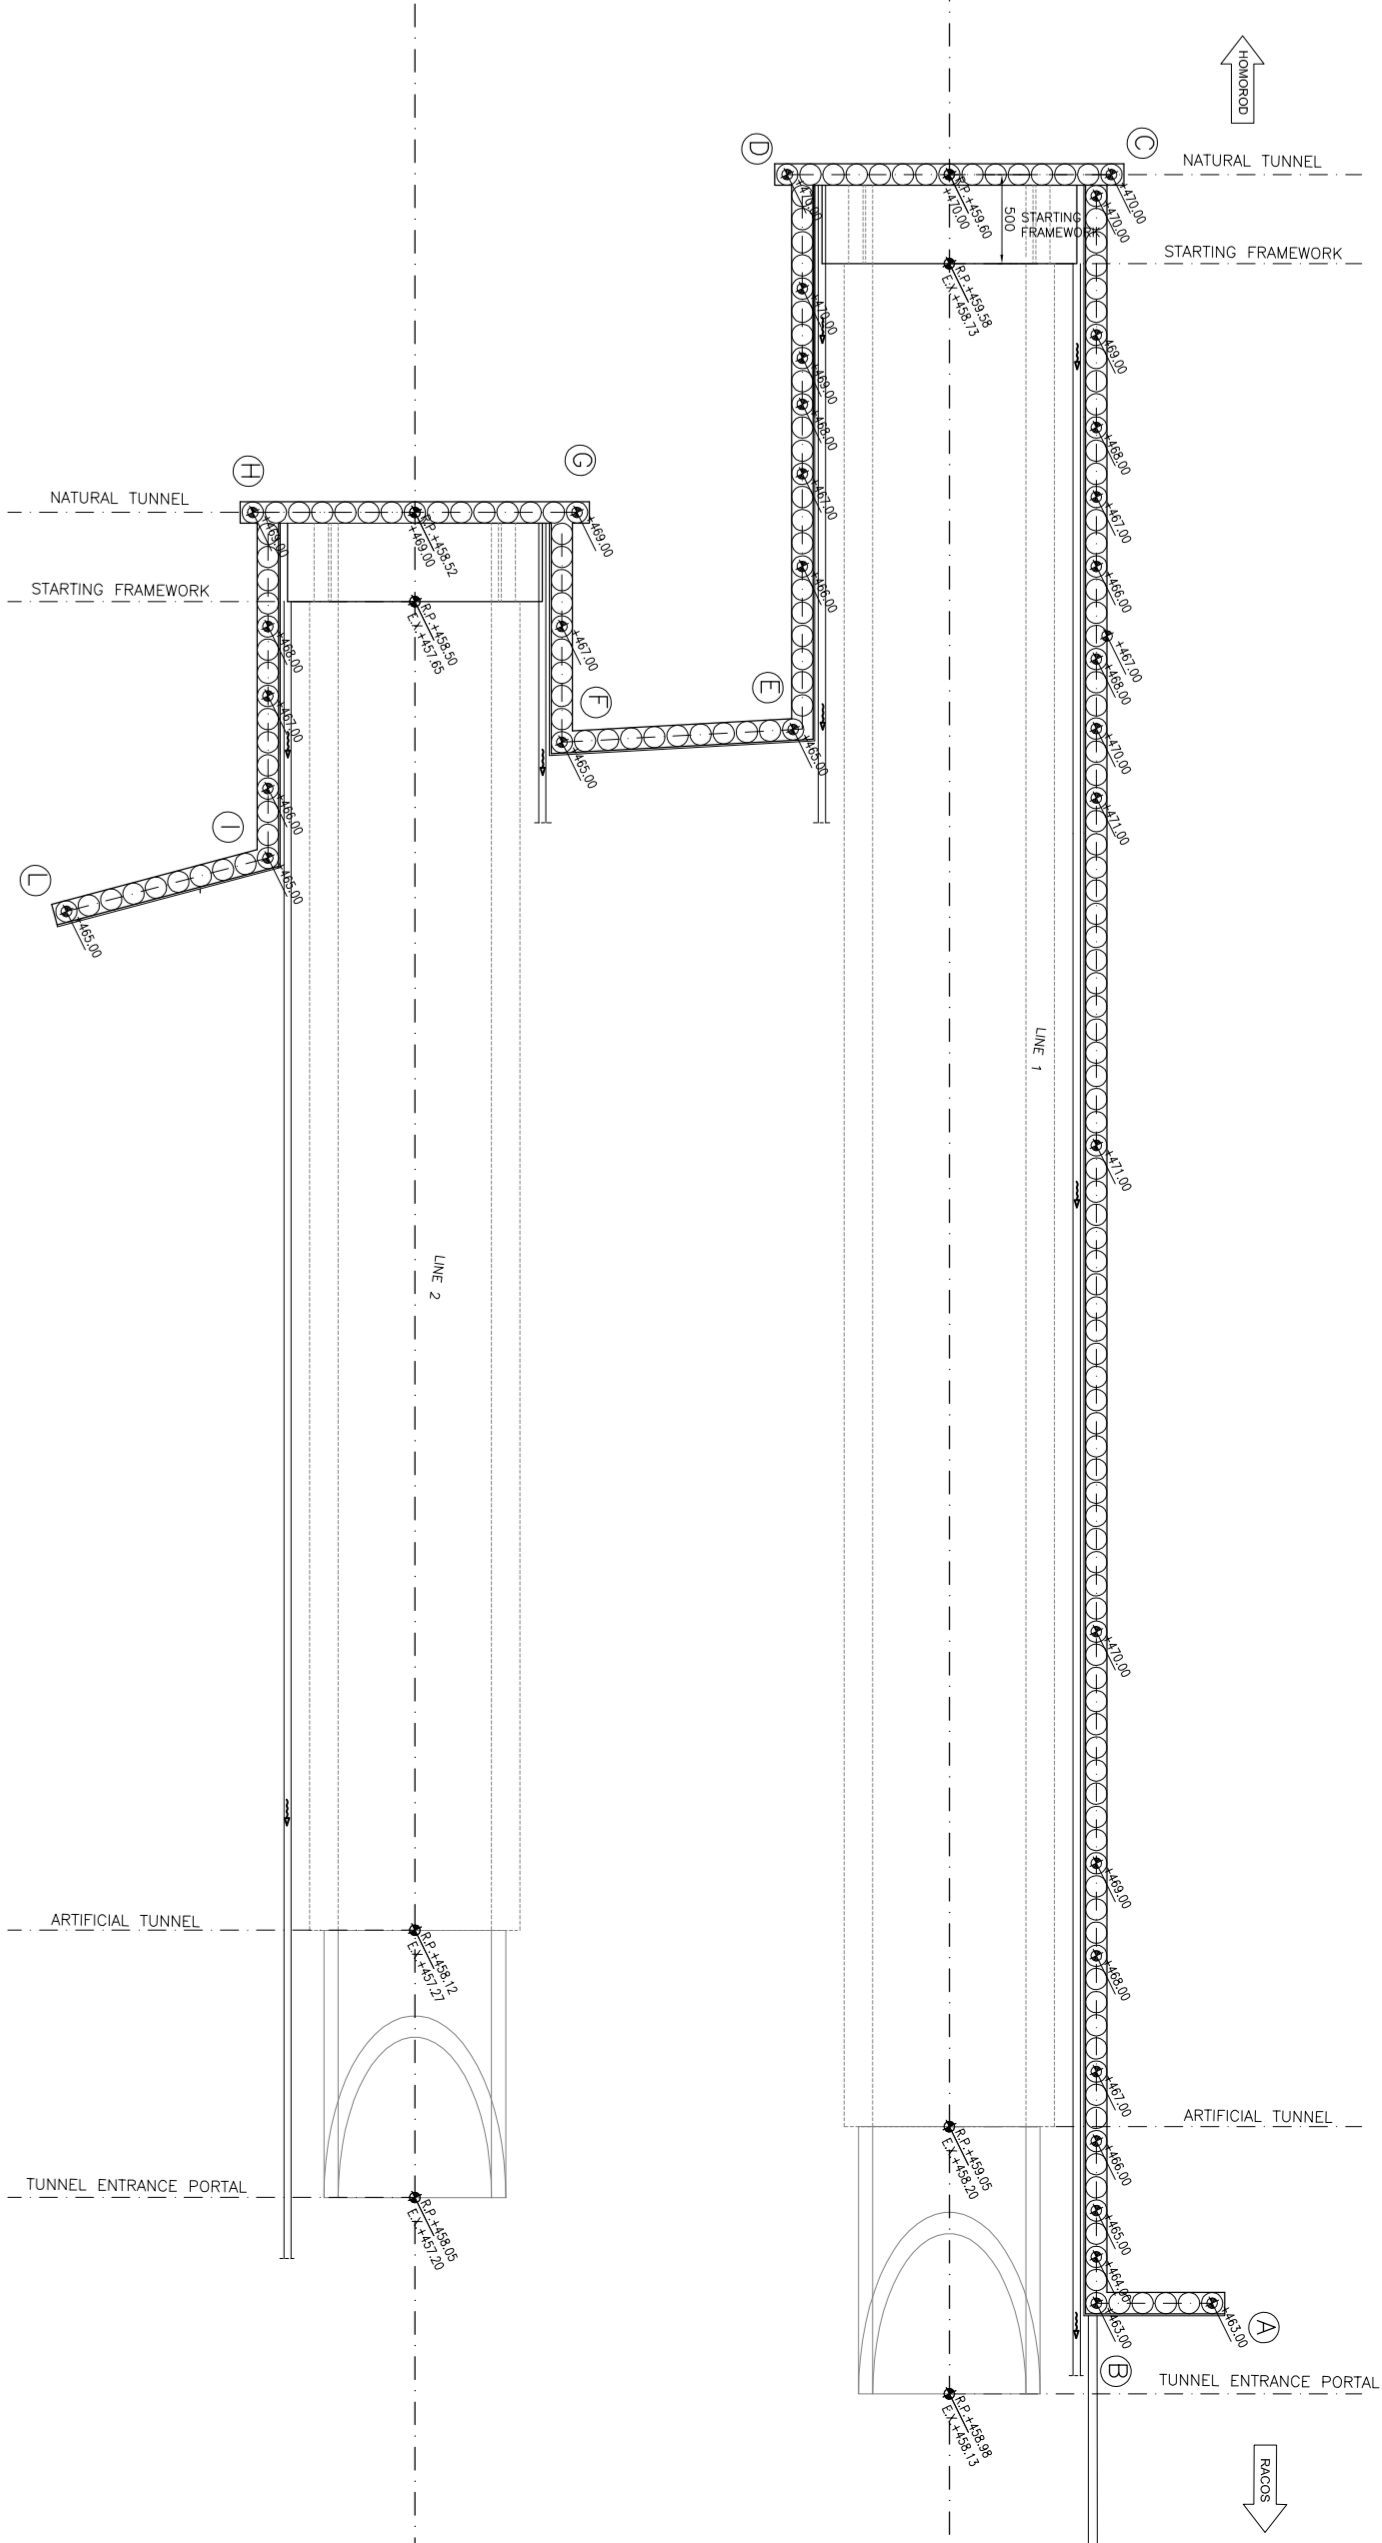 HOMOROD
C
D
NATURAL TUNNEL
+470.00
+470.00
R.P.+459.60
+470.00
+470.00
500
STARTING
FRAMEWORK
STARTING FRAMEWORK
R.P.+459.58
E.X.+458.73
+470.00
+469.00
+469.00
+468.00
+468.00
+467.00
+467.00
+466.00
+466.00
+467.00
+468.00
+470.00
+471.00
E
+465.00
H
G
NATURAL TUNNEL
+469.00
R.P.+458.52
+469.00
+469.00
STARTING FRAMEWORK
R.P.+458.50
E.X.+457.65
+468.00
+467.00
F
+465.00
+467.00
+466.00
I
+465.00
L
+465.00
LINE 1
+471.00
LINE 2
+470.00
+469.00
ARTIFICIAL TUNNEL
R.P.+458.12
E.X.+457.27
+468.00
+467.00
ARTIFICIAL TUNNEL
R.P.+459.05
E.X.+458.20
+466.00
TUNNEL ENTRANCE PORTAL
R.P.+458.05
E.X.+457.20
+465.00
+464.00
+463.00
+463.00
A
B
TUNNEL ENTRANCE PORTAL
R.P.+458.98
E.X.+458.13
RACOS